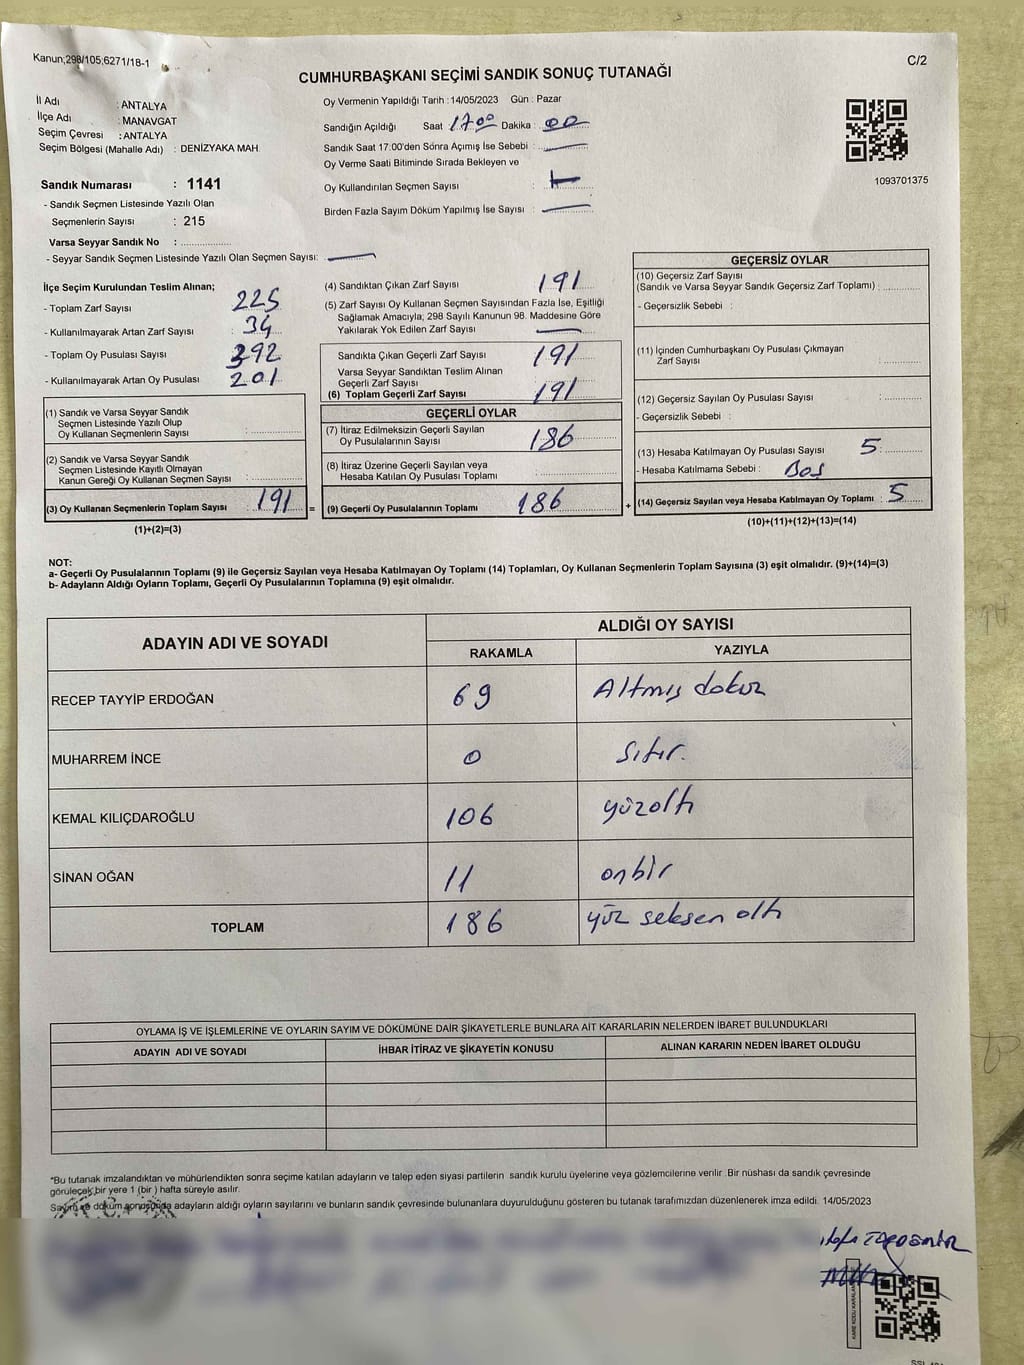 Kanun;298/105;6271/18-1
C/2
CUMHURBAŞKANI SEÇİMİ SANDIK SONUÇ TUTANAĞI
İl Adı : ANTALYA
İlçe Adı : MANAVGAT
Seçim Çevresi : ANTALYA
Seçim Bölgesi (Mahalle Adı) : DENİZYAKA MAH.
Sandık Numarası : 1141
- Sandık Seçmen Listesinde Yazılı Olan
Seçmenlerin Sayısı : 215
Varsa Seyyar Sandık No :
- Seyyar Sandık Seçmen Listesinde Yazılı Olan Seçmen Sayısı: —
Oy Vermenin Yapıldığı Tarih : 14/05/2023 Gün : Pazar
Sandığın Açıldığı Saat 17 00 Dakika : 00
Sandık Saat 17:00'den Sonra Açımış İse Sebebi : —
Oy Verme Saati Bitiminde Sırada Bekleyen ve
Oy Kullandırılan Seçmen Sayısı :
Birden Fazla Sayım Döküm Yapılmış İse Sayısı : —
1093701375
İlçe Seçim Kurulundan Teslim Alınan;
- Toplam Zarf Sayısı 225
- Kullanılmayarak Artan Zarf Sayısı : 34
- Toplam Oy Pusulası Sayısı 392
- Kullanılmayarak Artan Oy Pusulası 201
(1) Sandık ve Varsa Seyyar Sandık
Seçmen Listesinde Yazılı Olup
Oy Kullanan Seçmenlerin Sayısı :
(2) Sandık ve Varsa Seyyar Sandık
Seçmen Listesinde Kayıtlı Olmayan
Kanun Gereği Oy Kullanan Seçmen Sayısı :
(3) Oy Kullanan Seçmenlerin Toplam Sayısı : 191 =
(1)+(2)=(3)
(4) Sandıktan Çıkan Zarf Sayısı 191
(5) Zarf Sayısı Oy Kullanan Seçmen Sayısından Fazla İse, Eşitliği
Sağlamak Amacıyla; 298 Sayılı Kanunun 98. Maddesine Göre
Yakılarak Yok Edilen Zarf Sayısı —
Sandıkta Çıkan Geçerli Zarf Sayısı 191
Varsa Seyyar Sandıktan Teslim Alınan
Geçerli Zarf Sayısı
(6) Toplam Geçerli Zarf Sayısı 191
GEÇERLİ OYLAR
(7) İtiraz Edilmeksizin Geçerli Sayılan
Oy Pusulalarının Sayısı 186
(8) İtiraz Üzerine Geçerli Sayılan veya
Hesaba Katılan Oy Pusulası Toplamı :
(9) Geçerli Oy Pusulalarının Toplamı 186 +
GEÇERSİZ OYLAR
(10) Geçersiz Zarf Sayısı
(Sandık ve Varsa Seyyar Sandık Geçersiz Zarf Toplamı) :
- Geçersizlik Sebebi :
(11) İçinden Cumhurbaşkanı Oy Pusulası Çıkmayan
Zarf Sayısı :
(12) Geçersiz Sayılan Oy Pusulası Sayısı :
- Geçersizlik Sebebi :
(13) Hesaba Katılmayan Oy Pusulası Sayısı 5
- Hesaba Katılmama Sebebi : Boş
(14) Geçersiz Sayılan veya Hesaba Katılmayan Oy Toplamı : 5
(10)+(11)+(12)+(13)=(14)
NOT:
a- Geçerli Oy Pusulalarının Toplamı (9) ile Geçersiz Sayılan veya Hesaba Katılmayan Oy Toplamı (14) Toplamları, Oy Kullanan Seçmenlerin Toplam Sayısına (3) eşit olmalıdır. (9)+(14)=(3)
b- Adayların Aldığı Oyların Toplamı, Geçerli Oy Pusulalarının Toplamına (9) eşit olmalıdır.
ADAYIN ADI VE SOYADI
ALDIĞI OY SAYISI
RAKAMLA YAZIYLA
RECEP TAYYİP ERDOĞAN 69 Altmış dokuz
MUHARREM İNCE 0 Sıfır.
KEMAL KILIÇDAROĞLU 106 yüzaltı
SİNAN OĞAN 11 onbir
TOPLAM 186 yüz seksen altı
OYLAMA İŞ VE İŞLEMLERİNE VE OYLARIN SAYIM VE DÖKÜMÜNE DAİR ŞİKAYETLERLE BUNLARA AİT KARARLARIN NELERDEN İBARET BULUNDUKLARI
ADAYIN ADI VE SOYADI İHBAR İTİRAZ VE ŞİKAYETİN KONUSU ALINAN KARARIN NEDEN İBARET OLDUĞU
"Bu tutanak imzalandıktan ve mühürlendikten sonra seçime katılan adayların ve talep eden siyasi partilerin sandık kurulu üyelerine veya gözlemcilerine verilir. Bir nüshası da sandık çevresinde
görülecek bir yere 1 (bir ) hafta süreyle asılır.
Sayım ve döküm sonucunda adayların aldığı oyların sayılarını ve bunların sandık çevresinde bulunanlara duyurulduğunu gösteren bu tutanak tarafımızdan düzenlenerek imza edildi. 14/05/2023